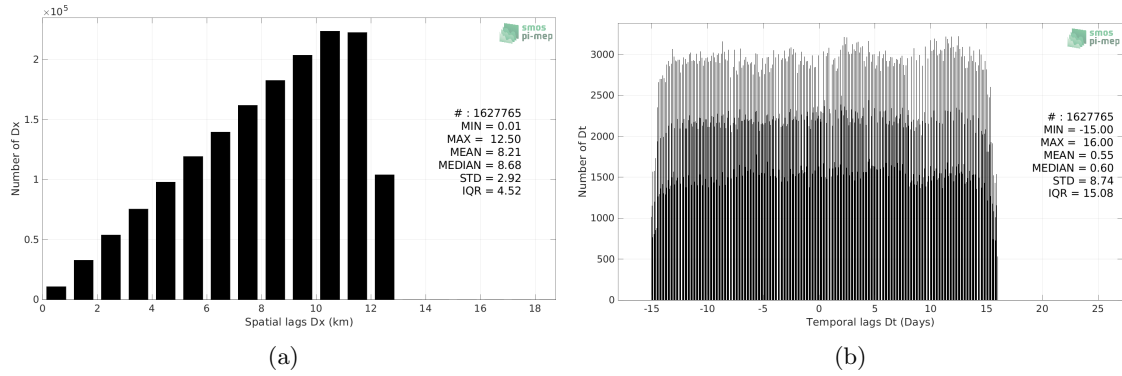 ×10⁵
2
1.5
1
0.5
0
Number of Dx
0 2 4 6 8 10 12 14 16 18
Spatial lags Dx (km)
smos
pi-mep
# : 1627765
MIN = 0.01
MAX = 12.50
MEAN = 8.21
MEDIAN = 8.68
STD = 2.92
IQR = 4.52
(a)
3000
2500
2000
1500
1000
500
0
Number of Dt
-15 -10 -5 0 5 10 15 20 25
Temporal lags Dt (Days)
smos
pi-mep
# : 1627765
MIN = -15.00
MAX = 16.00
MEAN = 0.55
MEDIAN = 0.60
STD = 8.74
IQR = 15.08
(b)